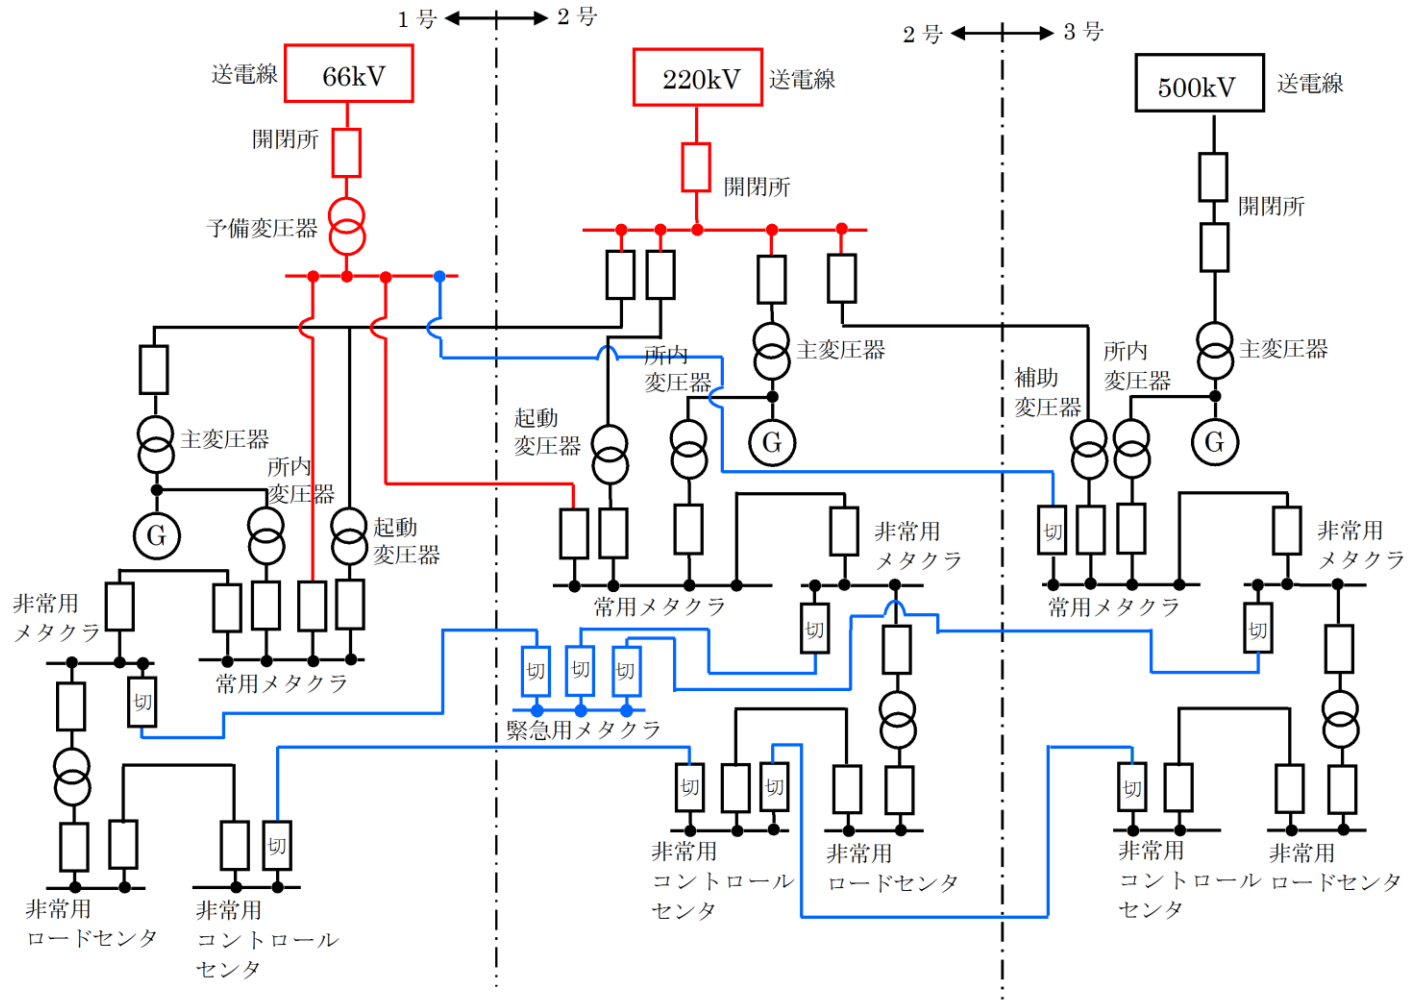 1号
2号
2号
3号
送電線
66kV
220kV
送電線
500kV
送電線
開閉所
開閉所
開閉所
予備変圧器
主変圧器
所内
変圧器
起動
変圧器
G
起動
変圧器
所内
変圧器
主変圧器
G
補助
変圧器
所内
変圧器
主変圧器
G
非常用
メタクラ
常用メタクラ
切
常用メタクラ
非常用
メタクラ
切
切
常用メタクラ
非常用
メタクラ
切
切
切
切
緊急用メタクラ
切
非常用
ロードセンタ
非常用
コントロール
センタ
切
切
非常用
コントロール
センタ
非常用
ロードセンタ
切
非常用
コントロール
センタ
非常用
ロードセンタ